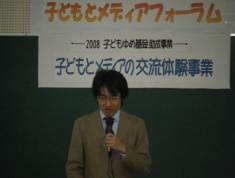 子どもとメディアフォーラム
2008 子どもゆめ基金助成事業
子どもとメディアの交流体験事業